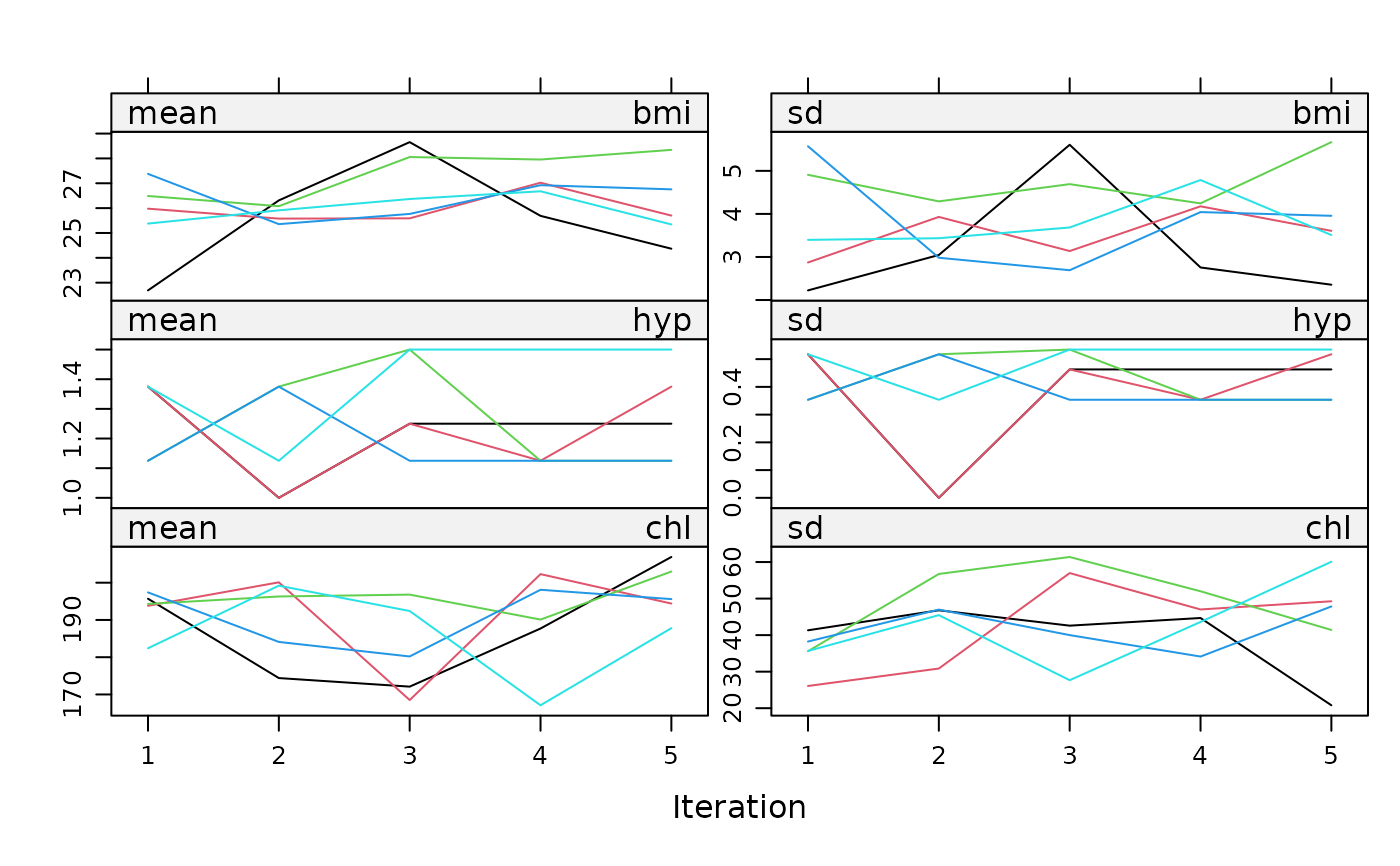 mean bmi sd bmi
23 25 27
3 4 5
mean hyp sd hyp
1.0 1.2 1.4
0.0 0.2 0.4
mean chl sd chl
170 190
20 30 40 50 60
1 2 3 4 5 1 2 3 4 5
Iteration